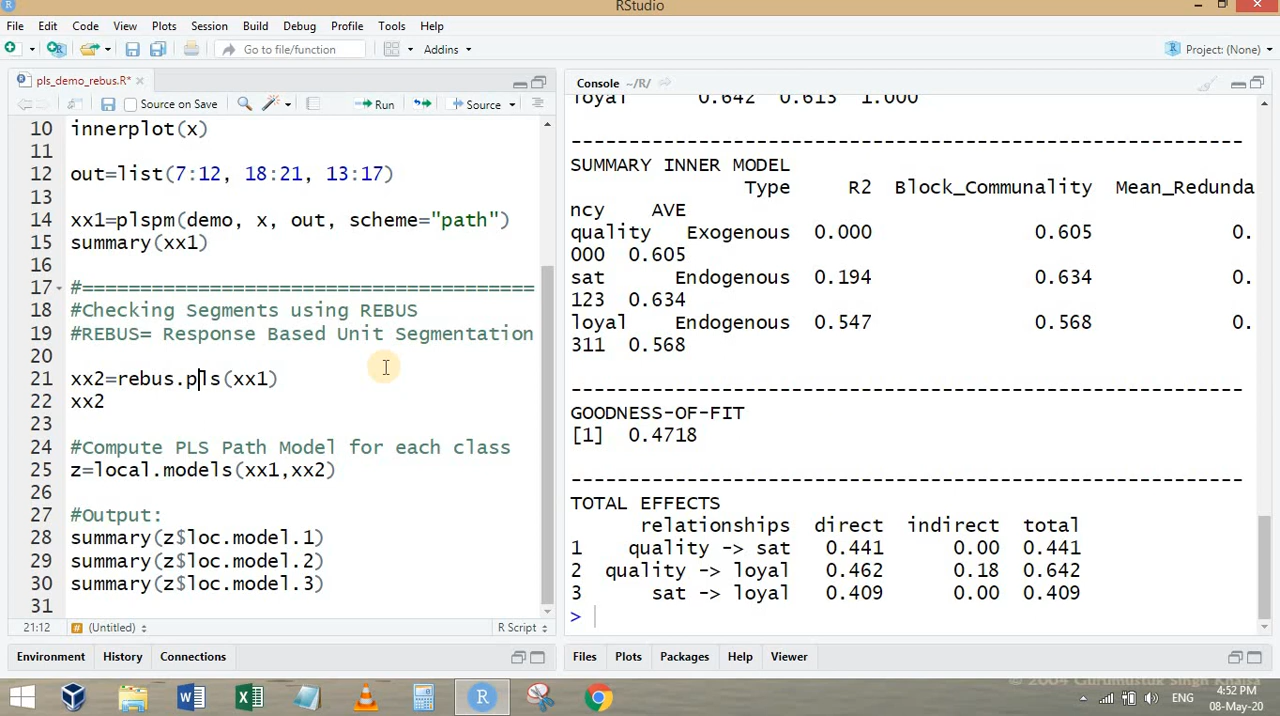 RStudio
File Edit Code View Plots Session Build Debug Profile Tools Help
Go to file/function Addins Project: (None)
pls_demo_rebus.R*
Source on Save Run Source
10 innerplot(x)
11
12 out=list(7:12, 18:21, 13:17)
13
14 xx1=plspm(demo, x, out, scheme="path")
15 summary(xx1)
16
17 #=======================================
18 #Checking Segments using REBUS
19 #REBUS= Response Based Unit Segmentation
20
21 xx2=rebus.pls(xx1)
22 xx2
23
24 #Compute PLS Path Model for each class
25 z=local.models(xx1,xx2)
26
27 #Output:
28 summary(z$loc.model.1)
29 summary(z$loc.model.2)
30 summary(z$loc.model.3)
31
21:12 # (Untitled) R Script
Environment History Connections
Console ~/R/
loyal 0.642 0.613 1.000
----------------------------------------------------------
SUMMARY INNER MODEL
Type R2 Block_Communality Mean_Redunda
ncy AVE
quality Exogenous 0.000 0.605 0.
000 0.605
sat Endogenous 0.194 0.634 0.
123 0.634
loyal Endogenous 0.547 0.568 0.
311 0.568
----------------------------------------------------------
GOODNESS-OF-FIT
[1] 0.4718
----------------------------------------------------------
TOTAL EFFECTS
relationships direct indirect total
1 quality -> sat 0.441 0.00 0.441
2 quality -> loyal 0.462 0.18 0.642
3 sat -> loyal 0.409 0.00 0.409
>
Files Plots Packages Help Viewer
ENG
4:52 PM
08-May-20